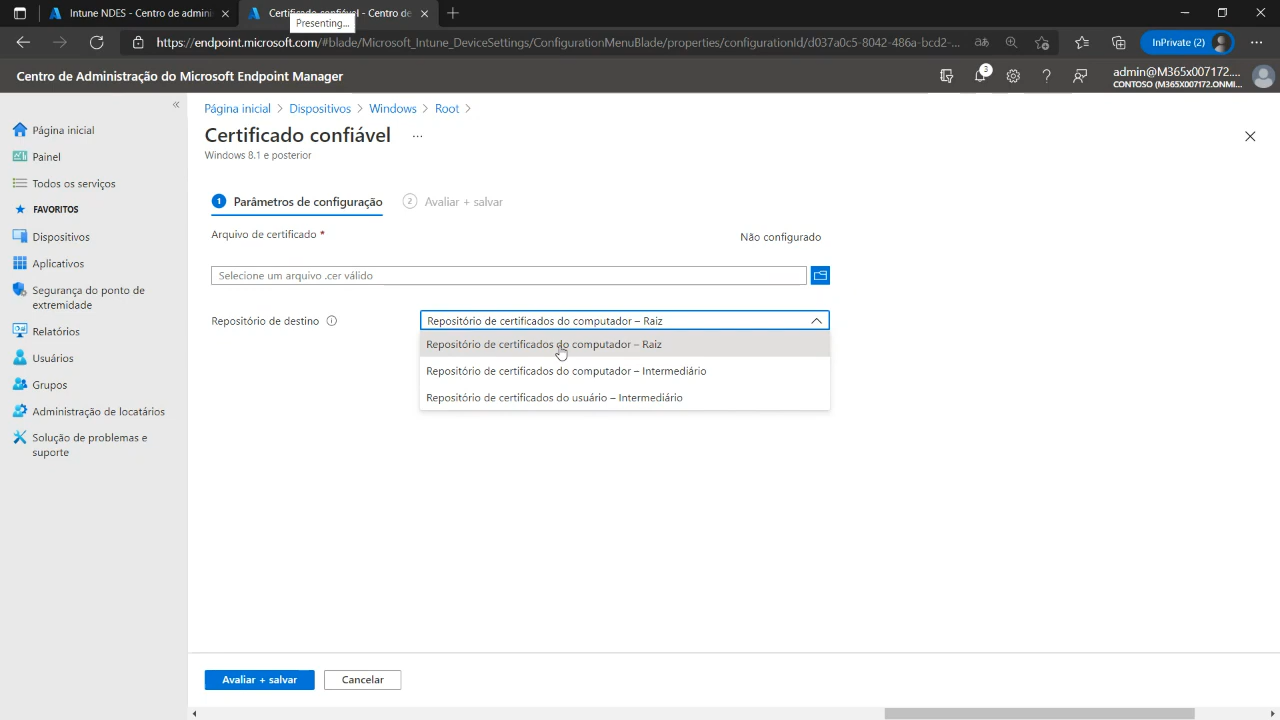 Intune NDES - Centro de admini
Certificado confiável - Centro de
Presenting...
https://endpoint.microsoft.com/#blade/Microsoft_Intune_DeviceSettings/ConfigurationMenuBlade/properties/configurationId/d037a0c5-8042-486a-bcd2-...
aあ
InPrivate (2)
Centro de Administração do Microsoft Endpoint Manager
3
admin@M365x007172....
CONTOSO (M365X007172.ONMI...
Página inicial > Dispositivos > Windows > Root >
Certificado confiável ...
Windows 8.1 e posterior
Página inicial
Painel
Todos os serviços
FAVORITOS
Dispositivos
Aplicativos
Segurança do ponto de
extremidade
Relatórios
Usuários
Grupos
Administração de locatários
Solução de problemas e
suporte
1 Parâmetros de configuração
2 Avaliar + salvar
Arquivo de certificado *
Não configurado
Selecione um arquivo .cer válido
Repositório de destino
Repositório de certificados do computador – Raiz
Repositório de certificados do computador – Raiz
Repositório de certificados do computador – Intermediário
Repositório de certificados do usuário – Intermediário
Avaliar + salvar
Cancelar